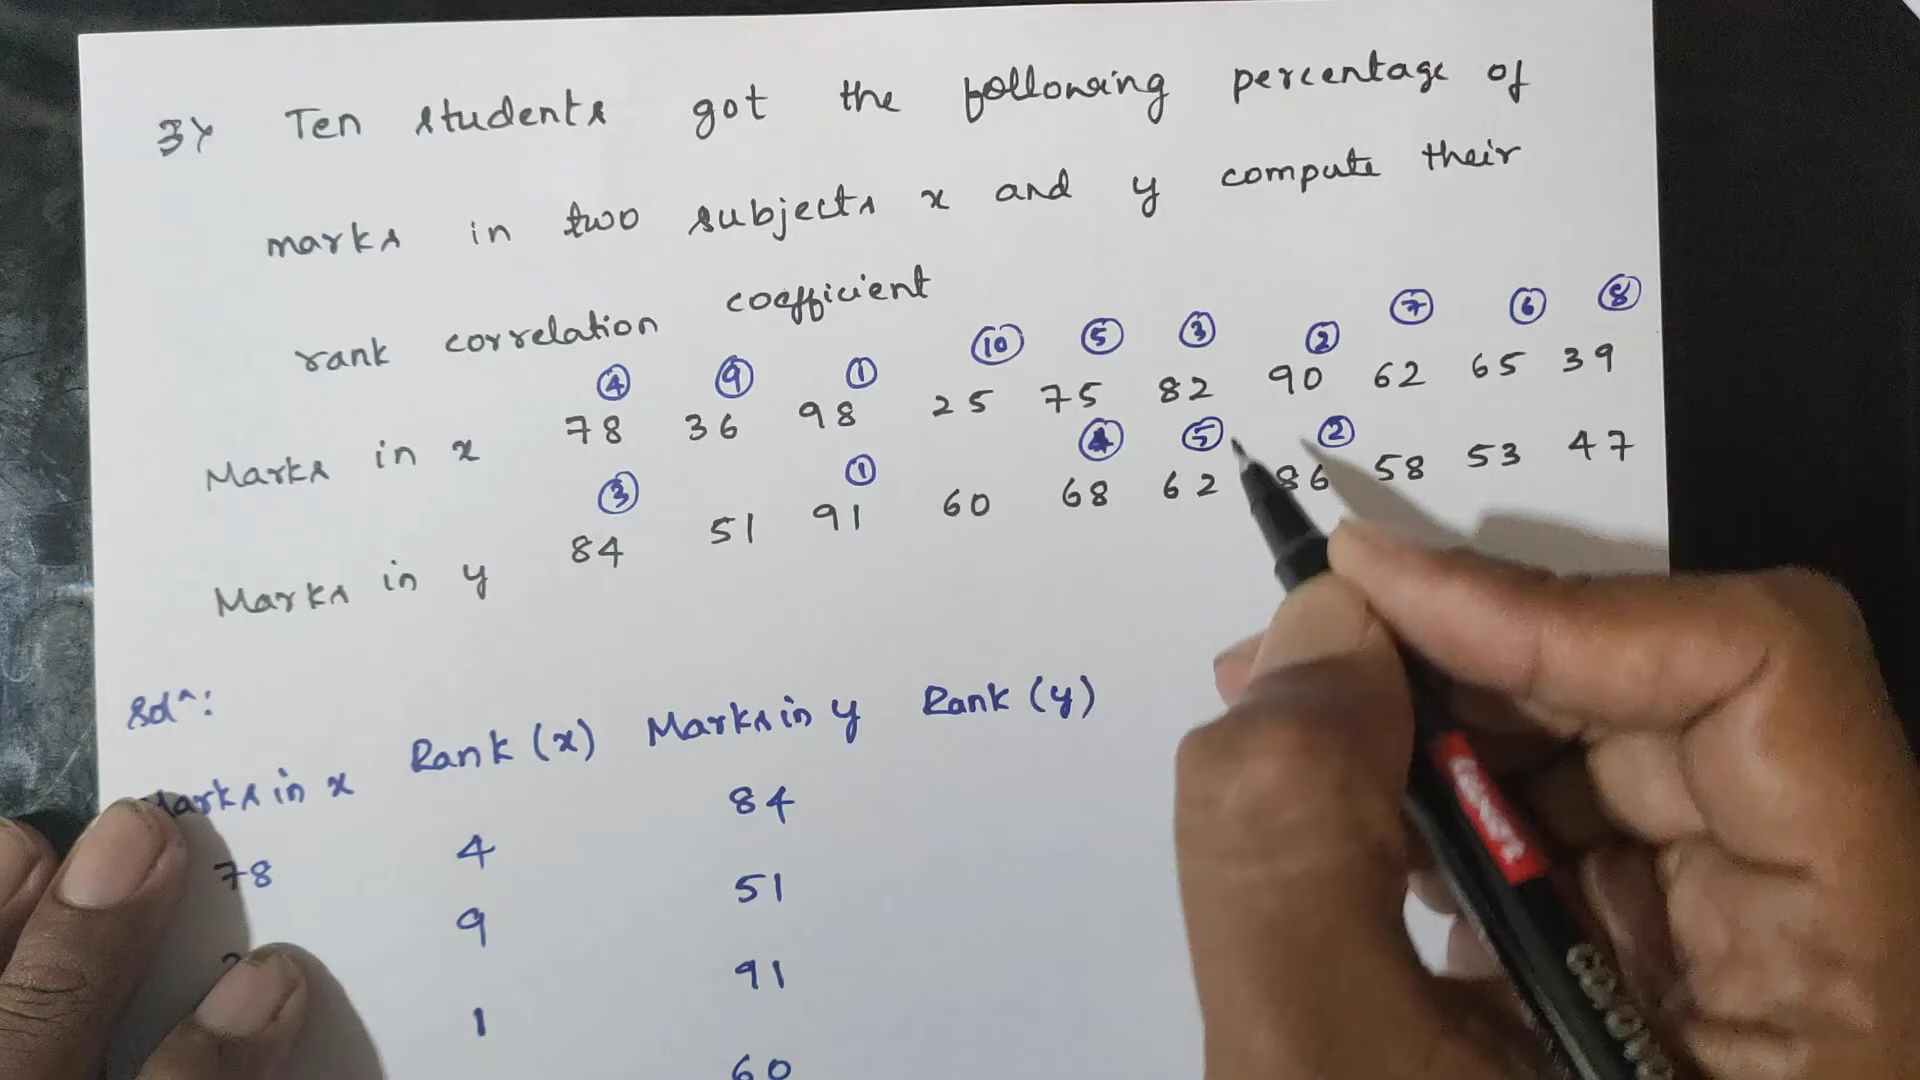 3) Ten students got the following percentage of
marks in two subjects x and y compute their
rank correlation coefficient
4 9 1 10 5 3 2 7 6 8
Marks in x 78 36 98 25 75 82 90 62 65 39
3 1 4 5 2
Marks in y 84 51 91 60 68 62 86 58 53 47
Soln:
Marks in x Rank (x) Marks in y Rank (y)
78 4 84
9 51
1 91
60